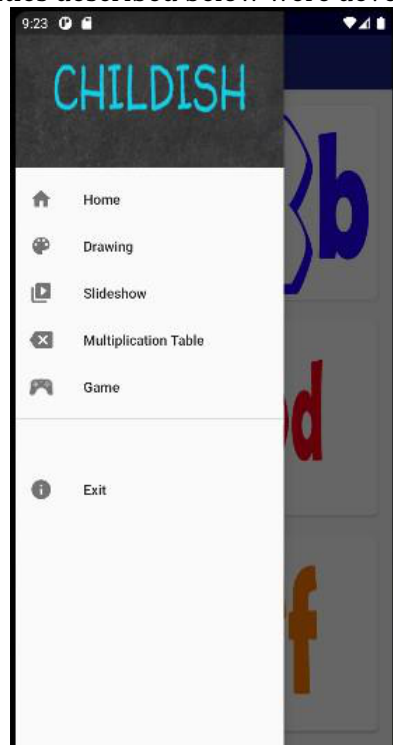 9:23
CHILDISH
Home
Drawing
Slideshow
Multiplication Table
Game
Exit
b
d
f